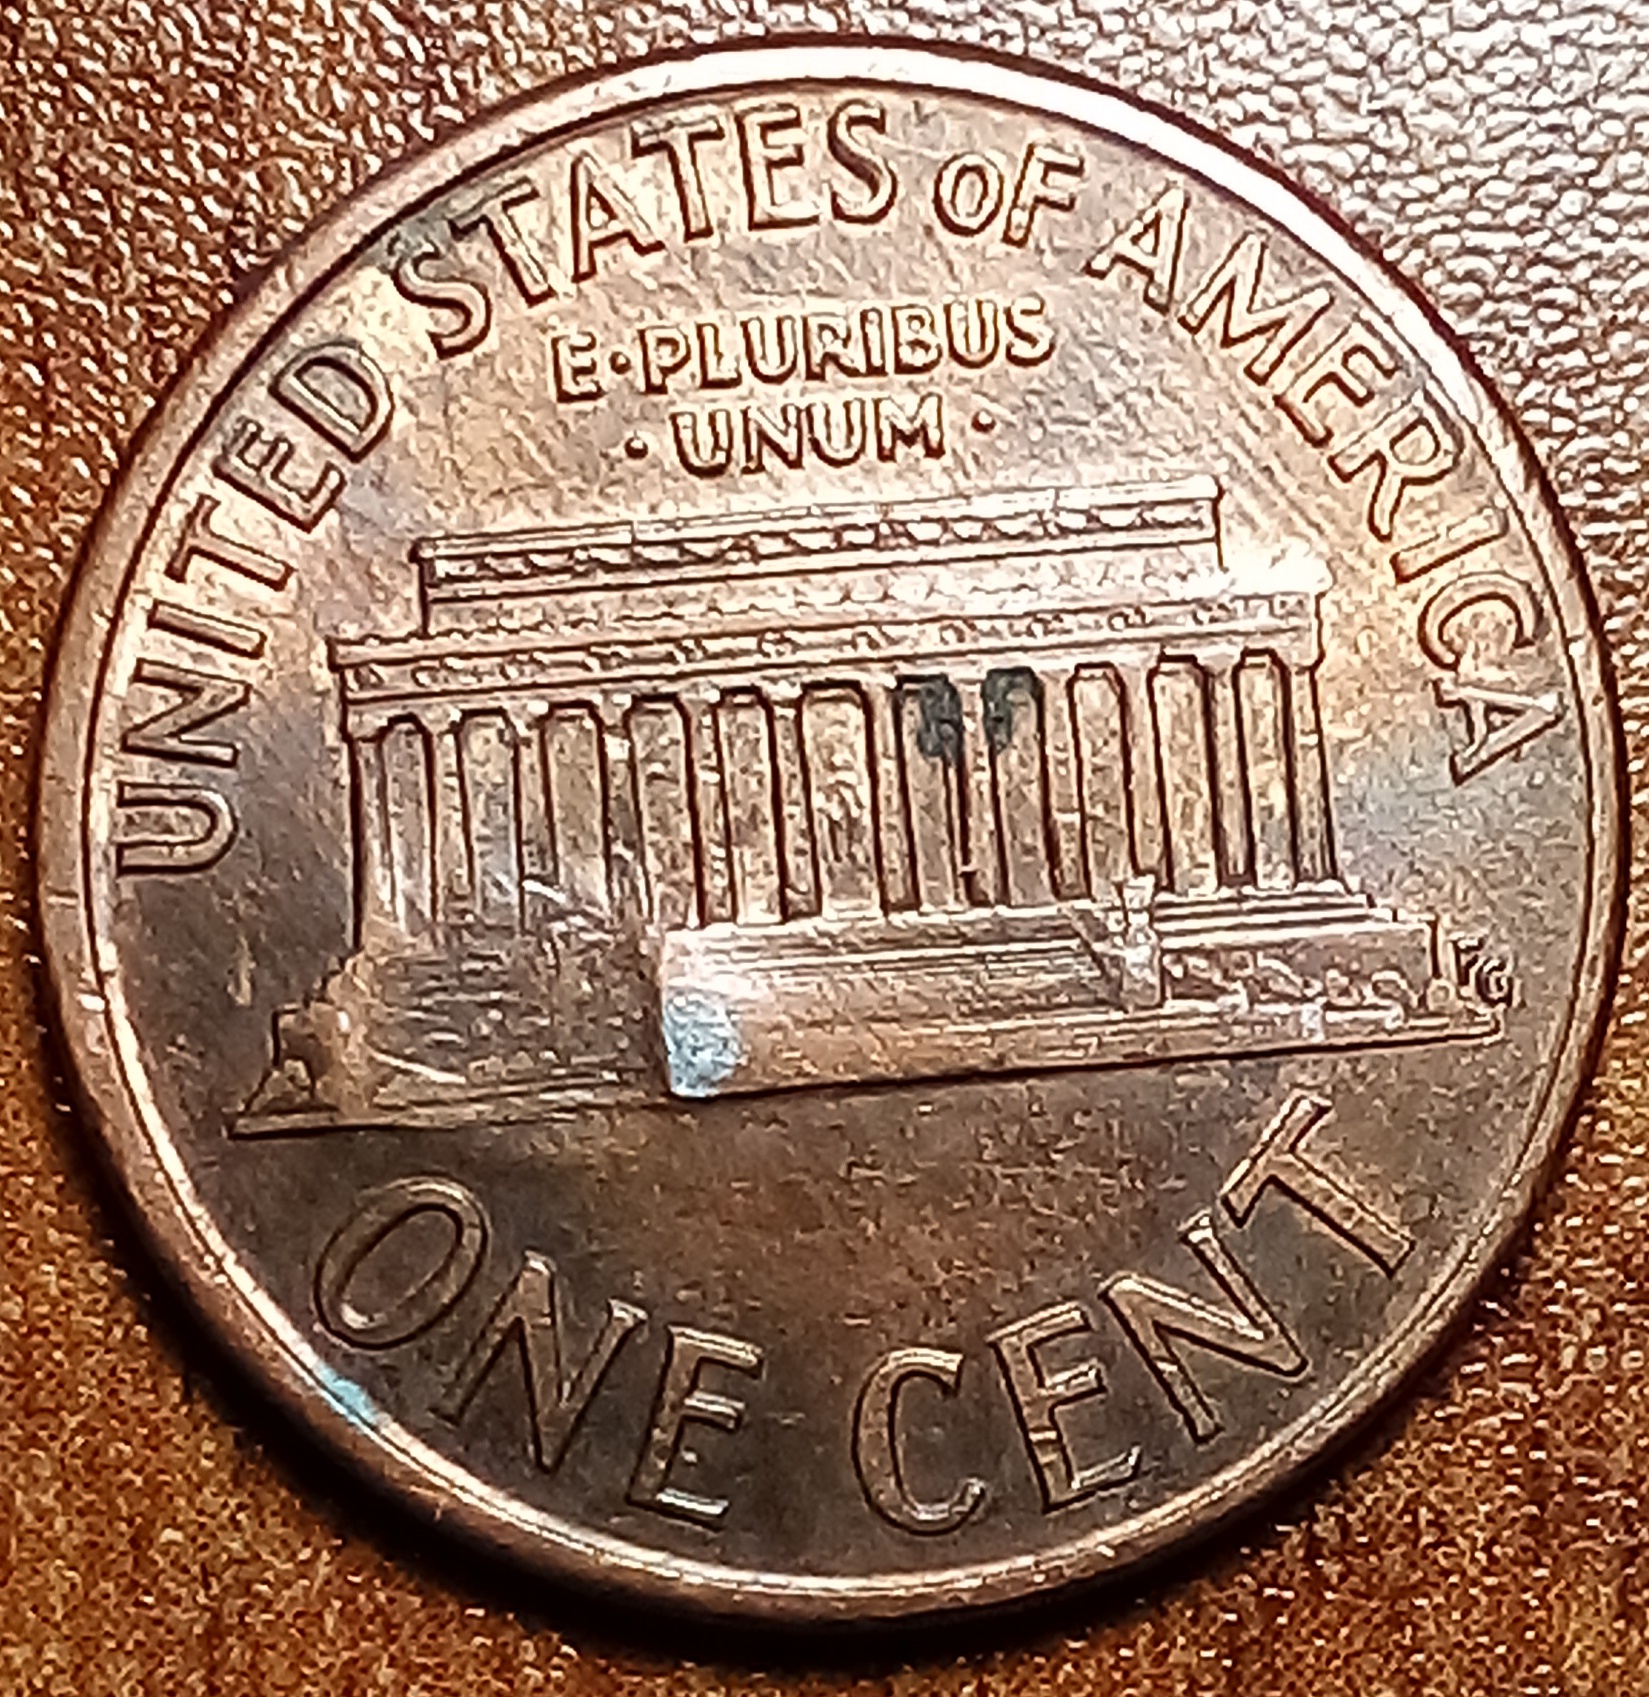 UNITED STATES OF AMERICA
E·PLURIBUS
·UNUM·
FG
ONE CENT